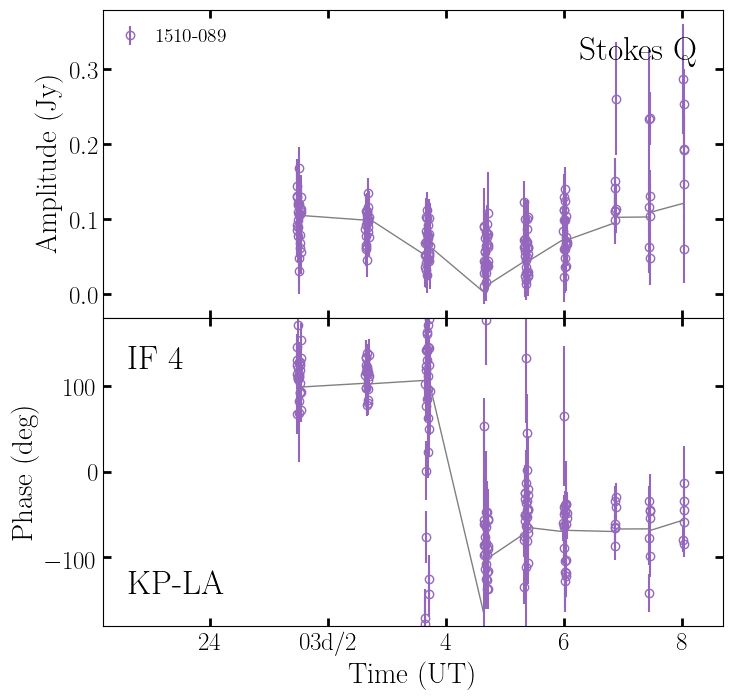 1510-089
Stokes Q
Amplitude (Jy)
0.3
0.2
0.1
0.0
IF 4
KP-LA
Phase (deg)
100
0
−100
24 03d/2 4 6 8
Time (UT)